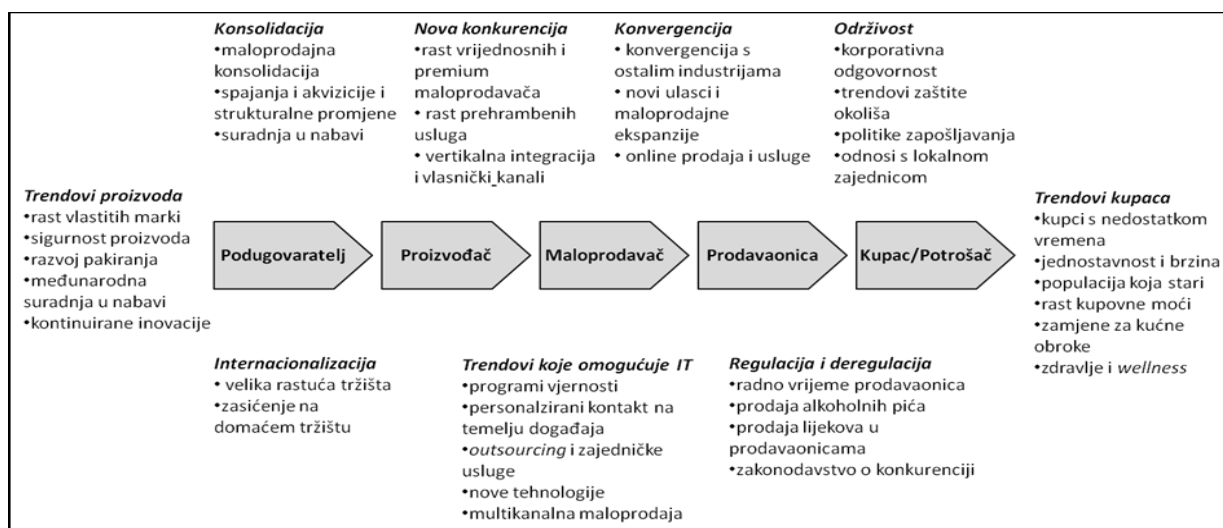 Konsolidacija
•maloprodajna
konsolidacija
•spajanja i akvizicije i
strukturalne promjene
•suradnja u nabavi
Nova konkurencija
•rast vrijednosnih i
premium
maloprodavača
• rast prehrambenih
usluga
• vertikalna integracija
i vlasnički_kanali
Konvergencija
• konvergencija s
ostalim industrijama
• novi ulasci i
maloprodajne
ekspanzije
• online prodaja i usluge
Održivost
•korporativna
odgovornost
•trendovi zaštite
okoliša
•politike zapošljavanja
•odnosi s lokalnom
zajednicom
Trendovi proizvoda
•rast vlastitih marki
•sigurnost proizvoda
•razvoj pakiranja
•međunarodna
suradnja u nabavi
•kontinuirane inovacije
Podugovaratelj
Proizvođač
Maloprodavač
Prodavaonica
Kupac/Potrošač
Trendovi kupaca
•kupci s nedostatkom
vremena
•jednostavnost i brzina
•populacija koja stari
•rast kupovne moći
•zamjene za kućne
obroke
•zdravlje i wellness
Internacionalizacija
• velika rastuća tržišta
•zasićenje na
domaćem tržištu
Trendovi koje omogućuje IT
•programi vjernosti
•personalzirani kontakt na
temelju događaja
•outsourcing i zajedničke
usluge
•nove tehnologije
•multikanalna maloprodaja
Regulacija i deregulacija
•radno vrijeme prodavaonica
•prodaja alkoholnih pića
•prodaja lijekova u
prodavaonicama
•zakonodavstvo o konkurenciji